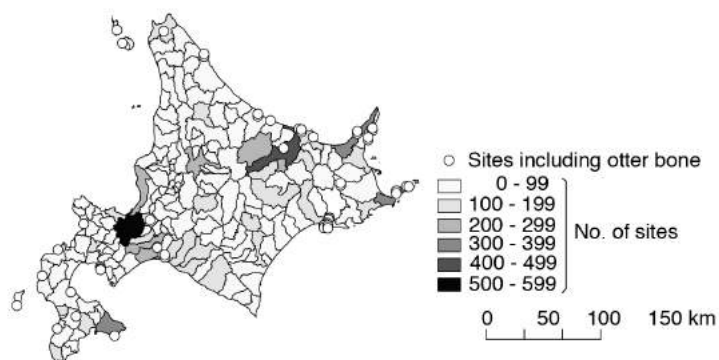 Sites including otter bone
0 - 99
100 - 199
200 - 299
300 - 399
400 - 499
500 - 599
No. of sites
0 50 100 150 km